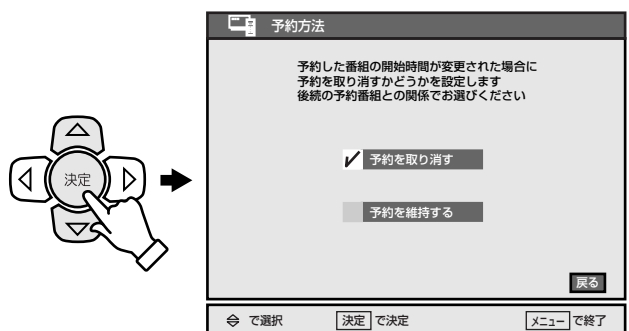 予約方法
予約した番組の開始時間が変更された場合に
予約を取り消すかどうかを設定します
後続の予約番組との関係でお選びください
予約を取り消す
決定
予約を維持する
戻る
で選択 決定 で決定 メニュー で終了